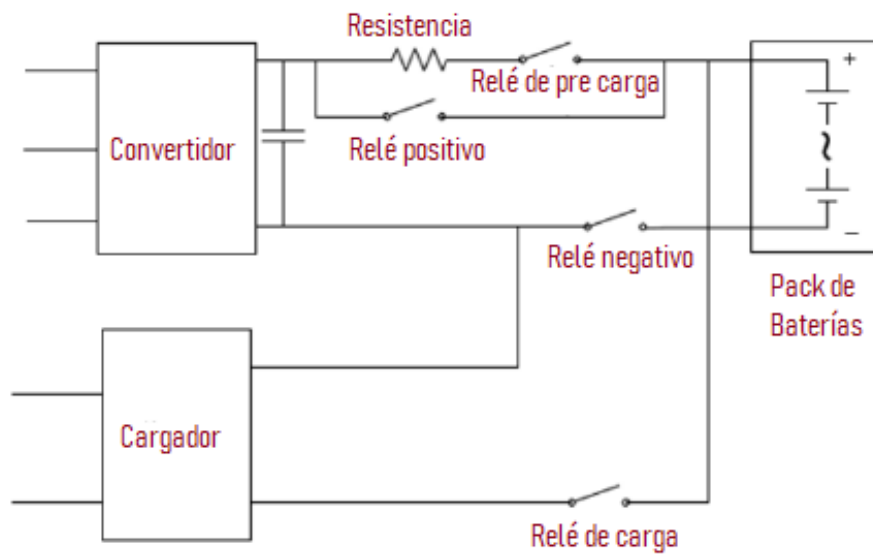 Resistencia
Relé de pre carga
Convertidor
Relé positivo
+
Relé negativo
−
Pack de
Baterías
Cargador
Relé de carga